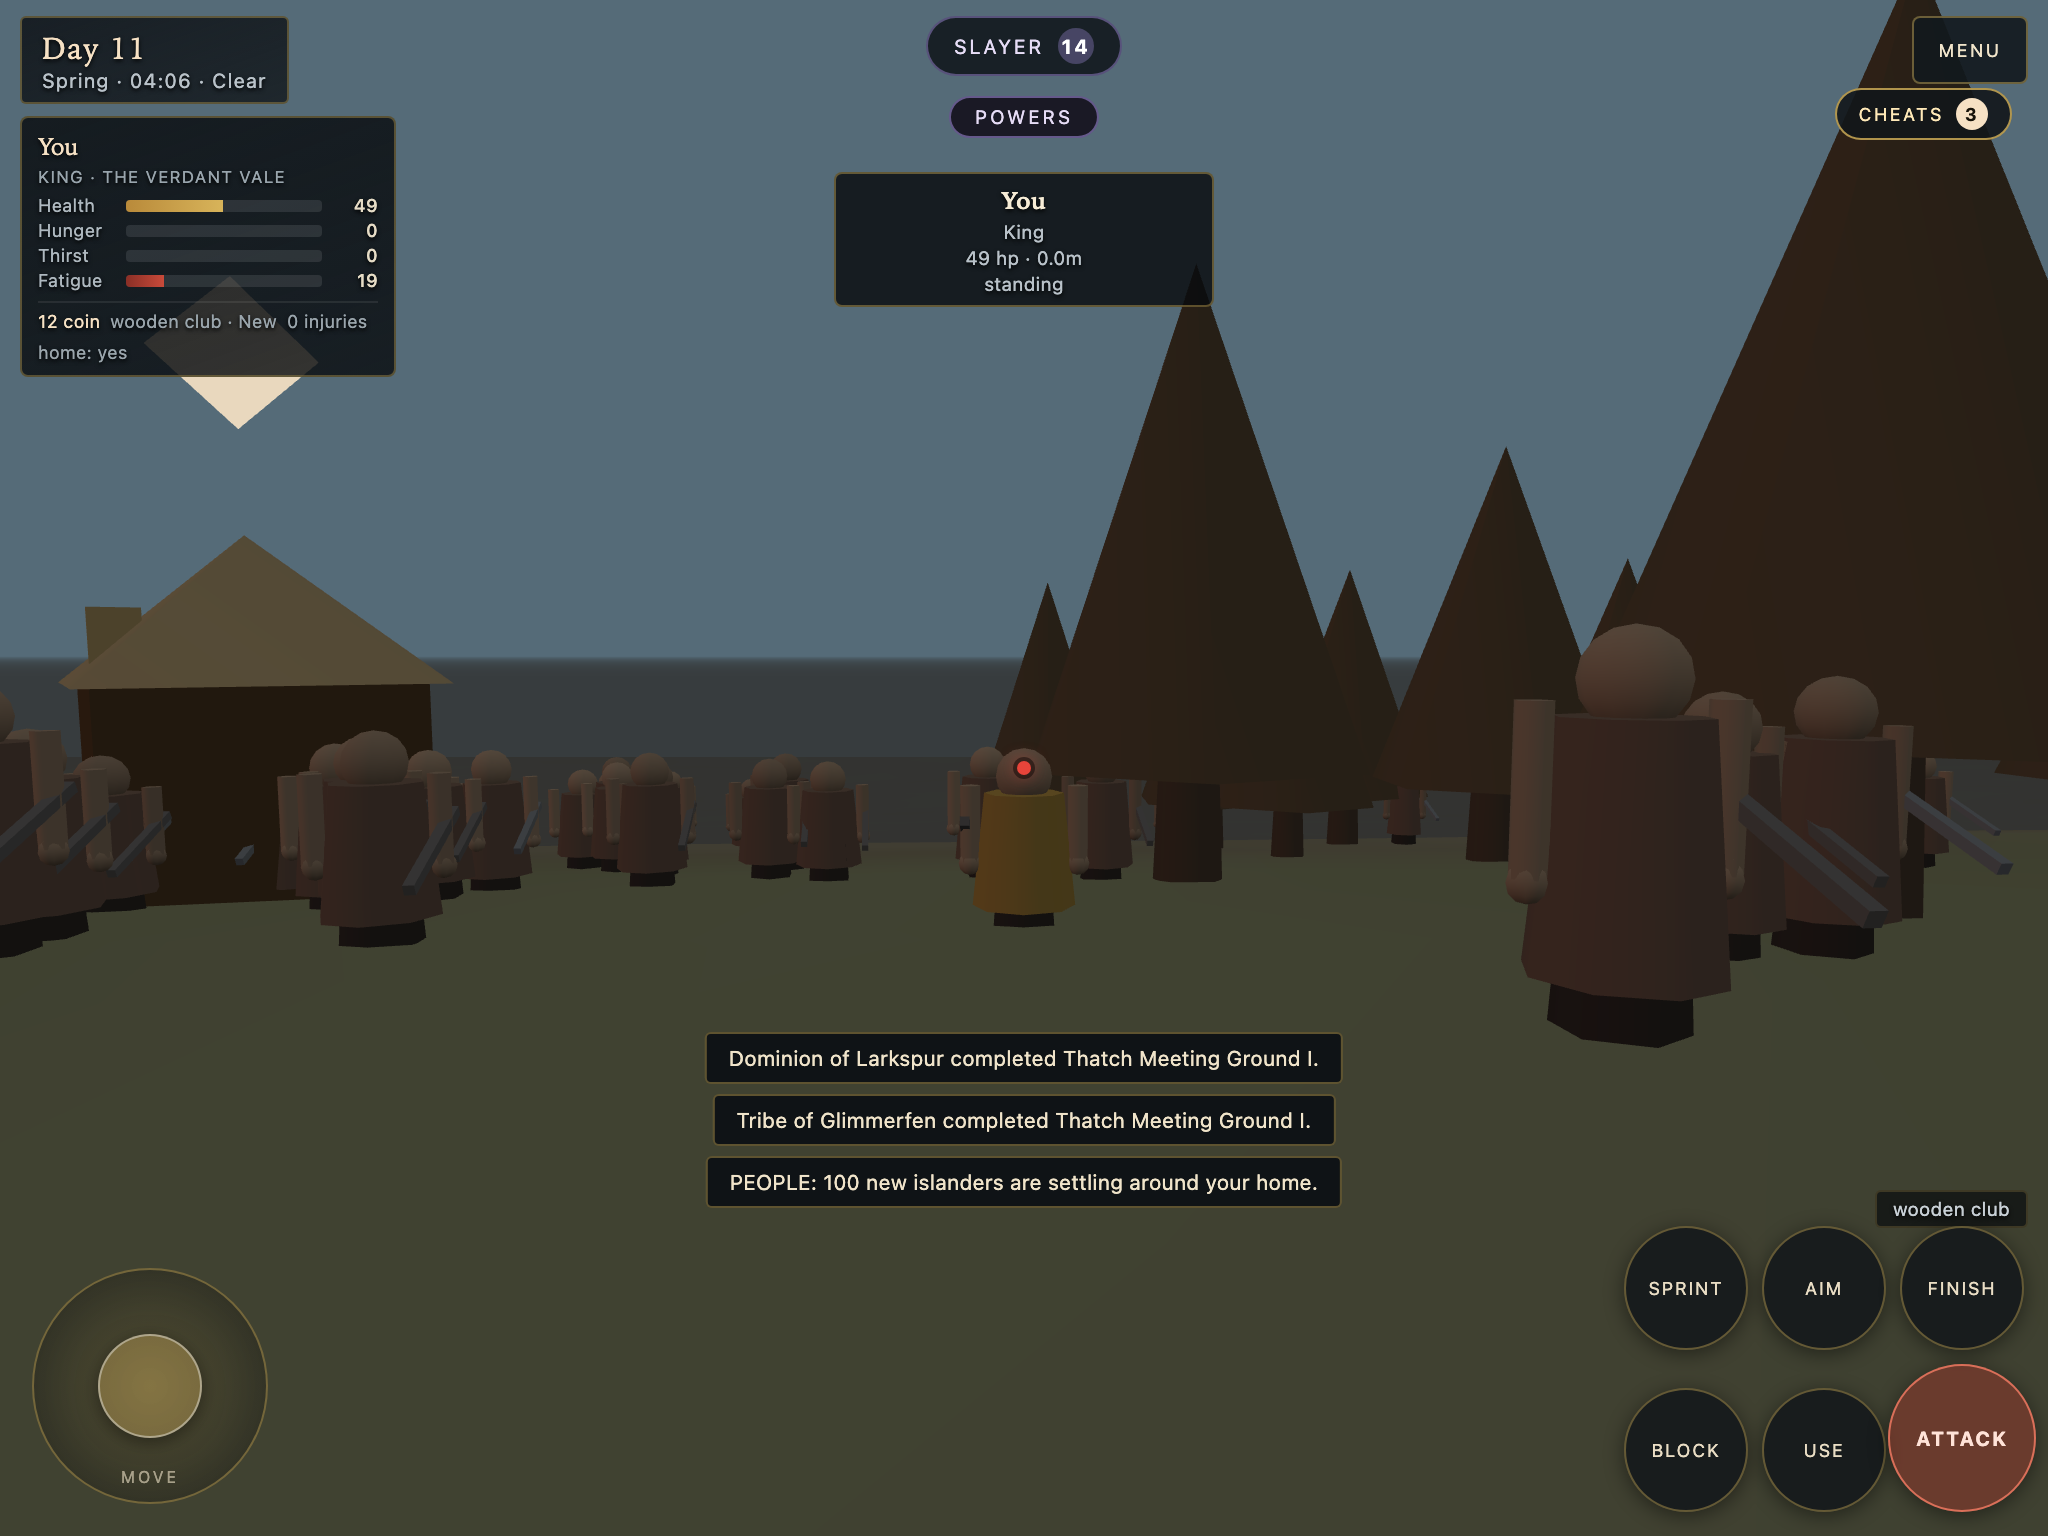 Day 11
Spring · 04:06 · Clear
You
KING · THE VERDANT VALE
Health 49
Hunger 0
Thirst 0
Fatigue 19
12 coin wooden club · New 0 injuries
home: yes
SLAYER 14
POWERS
You
King
49 hp · 0.0m
standing
MENU
CHEATS 3
Dominion of Larkspur completed Thatch Meeting Ground I.
Tribe of Glimmerfen completed Thatch Meeting Ground I.
PEOPLE: 100 new islanders are settling around your home.
MOVE
wooden club
SPRINT AIM FINISH
BLOCK USE ATTACK